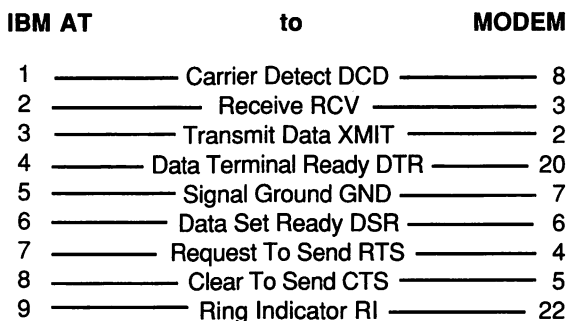 IBM AT to MODEM
1 Carrier Detect DCD 8
2 Receive RCV 3
3 Transmit Data XMIT 2
4 Data Terminal Ready DTR 20
5 Signal Ground GND 7
6 Data Set Ready DSR 6
7 Request To Send RTS 4
8 Clear To Send CTS 5
9 Ring Indicator RI 22